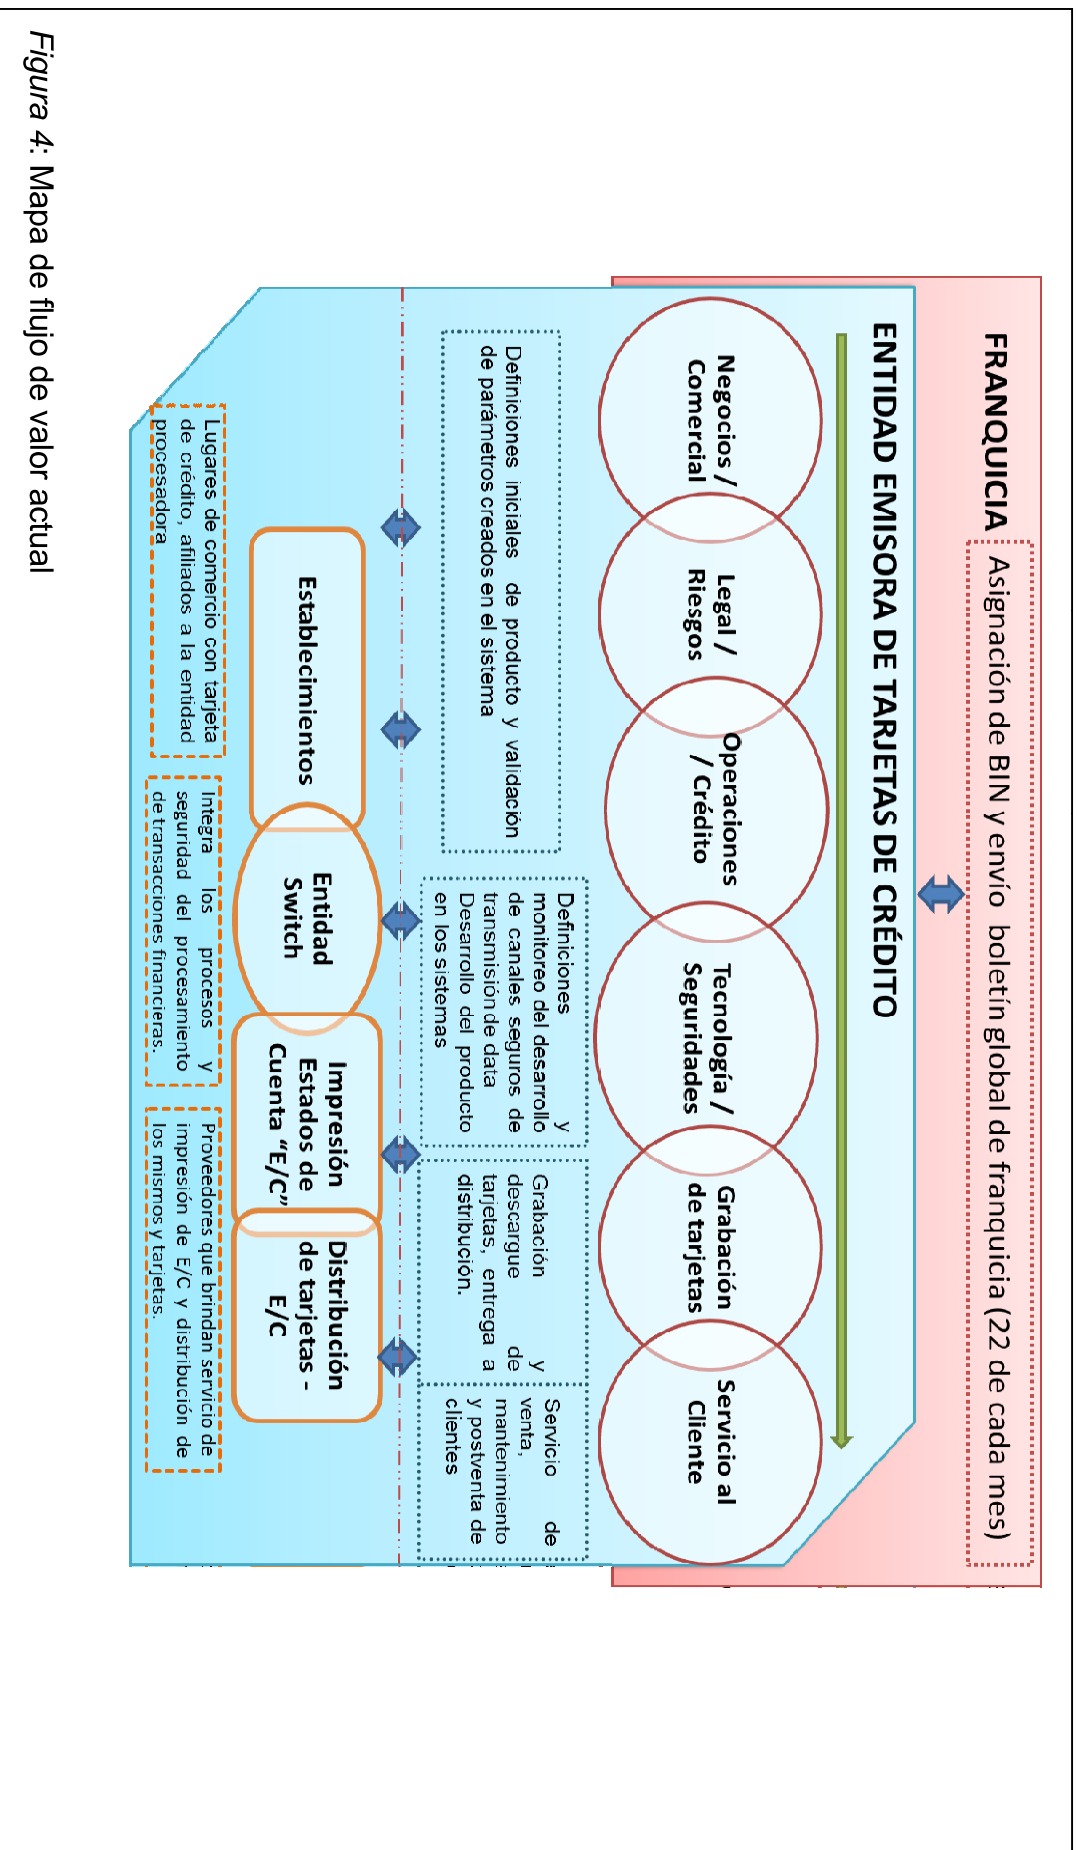 FRANQUICIA
Asignación de BIN y envío boletín global de franquicia (22 de cada mes)
ENTIDAD EMISORA DE TARJETAS DE CRÉDITO
Negocios /
Comercial
Legal /
Riesgos
Operaciones
/ Crédito
Tecnología /
Seguridades
Grabación
de tarjetas
Servicio al
Cliente
Definiciones iniciales de producto y validación
de parámetros creados en el sistema
Definiciones y
monitoreo del desarrollo
de canales seguros de
transmisión de data
Desarrollo del producto
en los sistemas
Grabación y
descargue de
tarjetas, entrega a
distribución.
Servicio de
venta,
mantenimiento
y postventa de
clientes
Establecimientos
Entidad
Switch
Impresión
Estados de
Cuenta “E/C”
Distribución
de tarjetas -
E/C
Lugares de comercio con tarjeta
de crédito, afiliados a la entidad
procesadora
Integra los procesos y
seguridad del procesamiento
de transacciones financieras.
Proveedores que brindan servicio de
impresión de E/C y distribución de
los mismos y tarjetas.
Figura 4: Mapa de flujo de valor actual